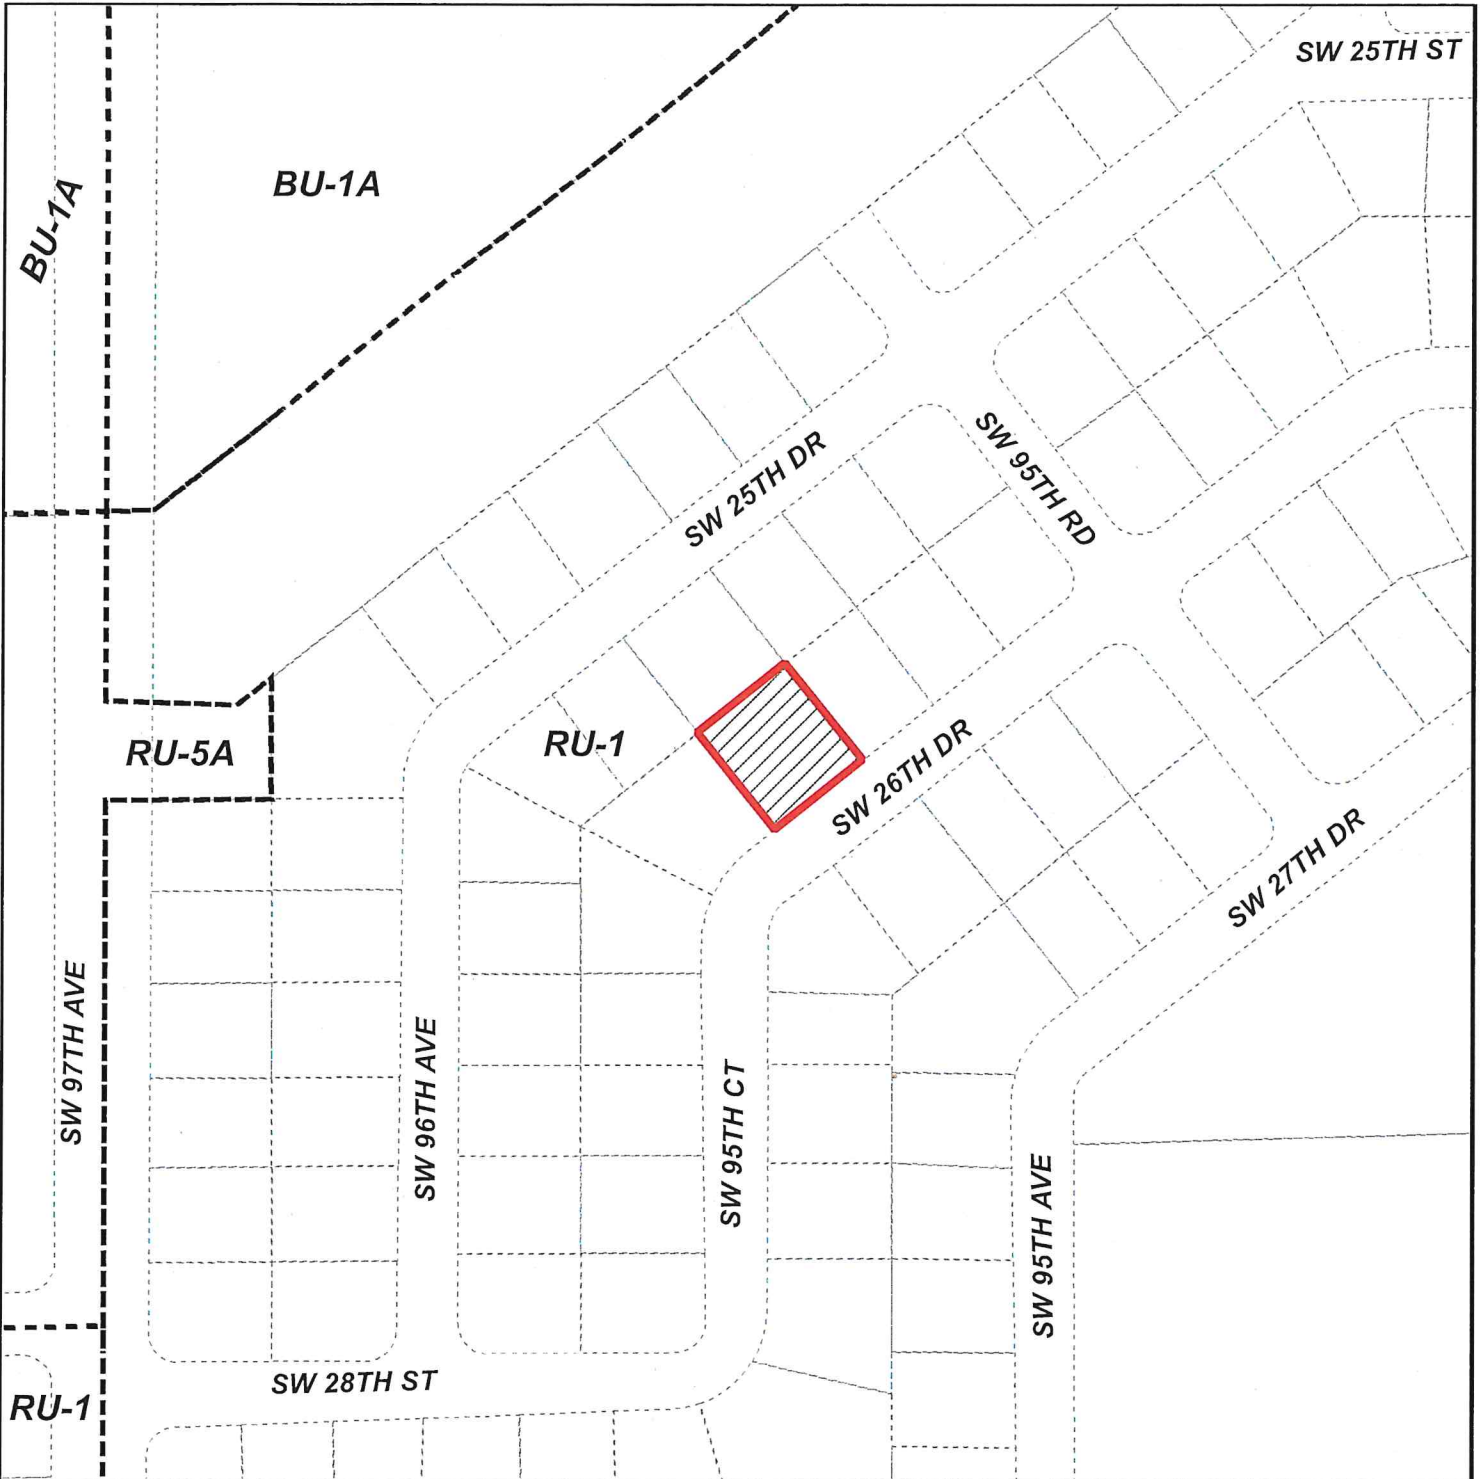 SW 25TH ST
BU-1A
BU-1A
SW 25TH DR
SW 95TH RD
RU-1
RU-5A
SW 26TH DR
SW 27TH DR
SW 97TH AVE
SW 96TH AVE
SW 95TH CT
SW 95TH AVE
SW 28TH ST
RU-1